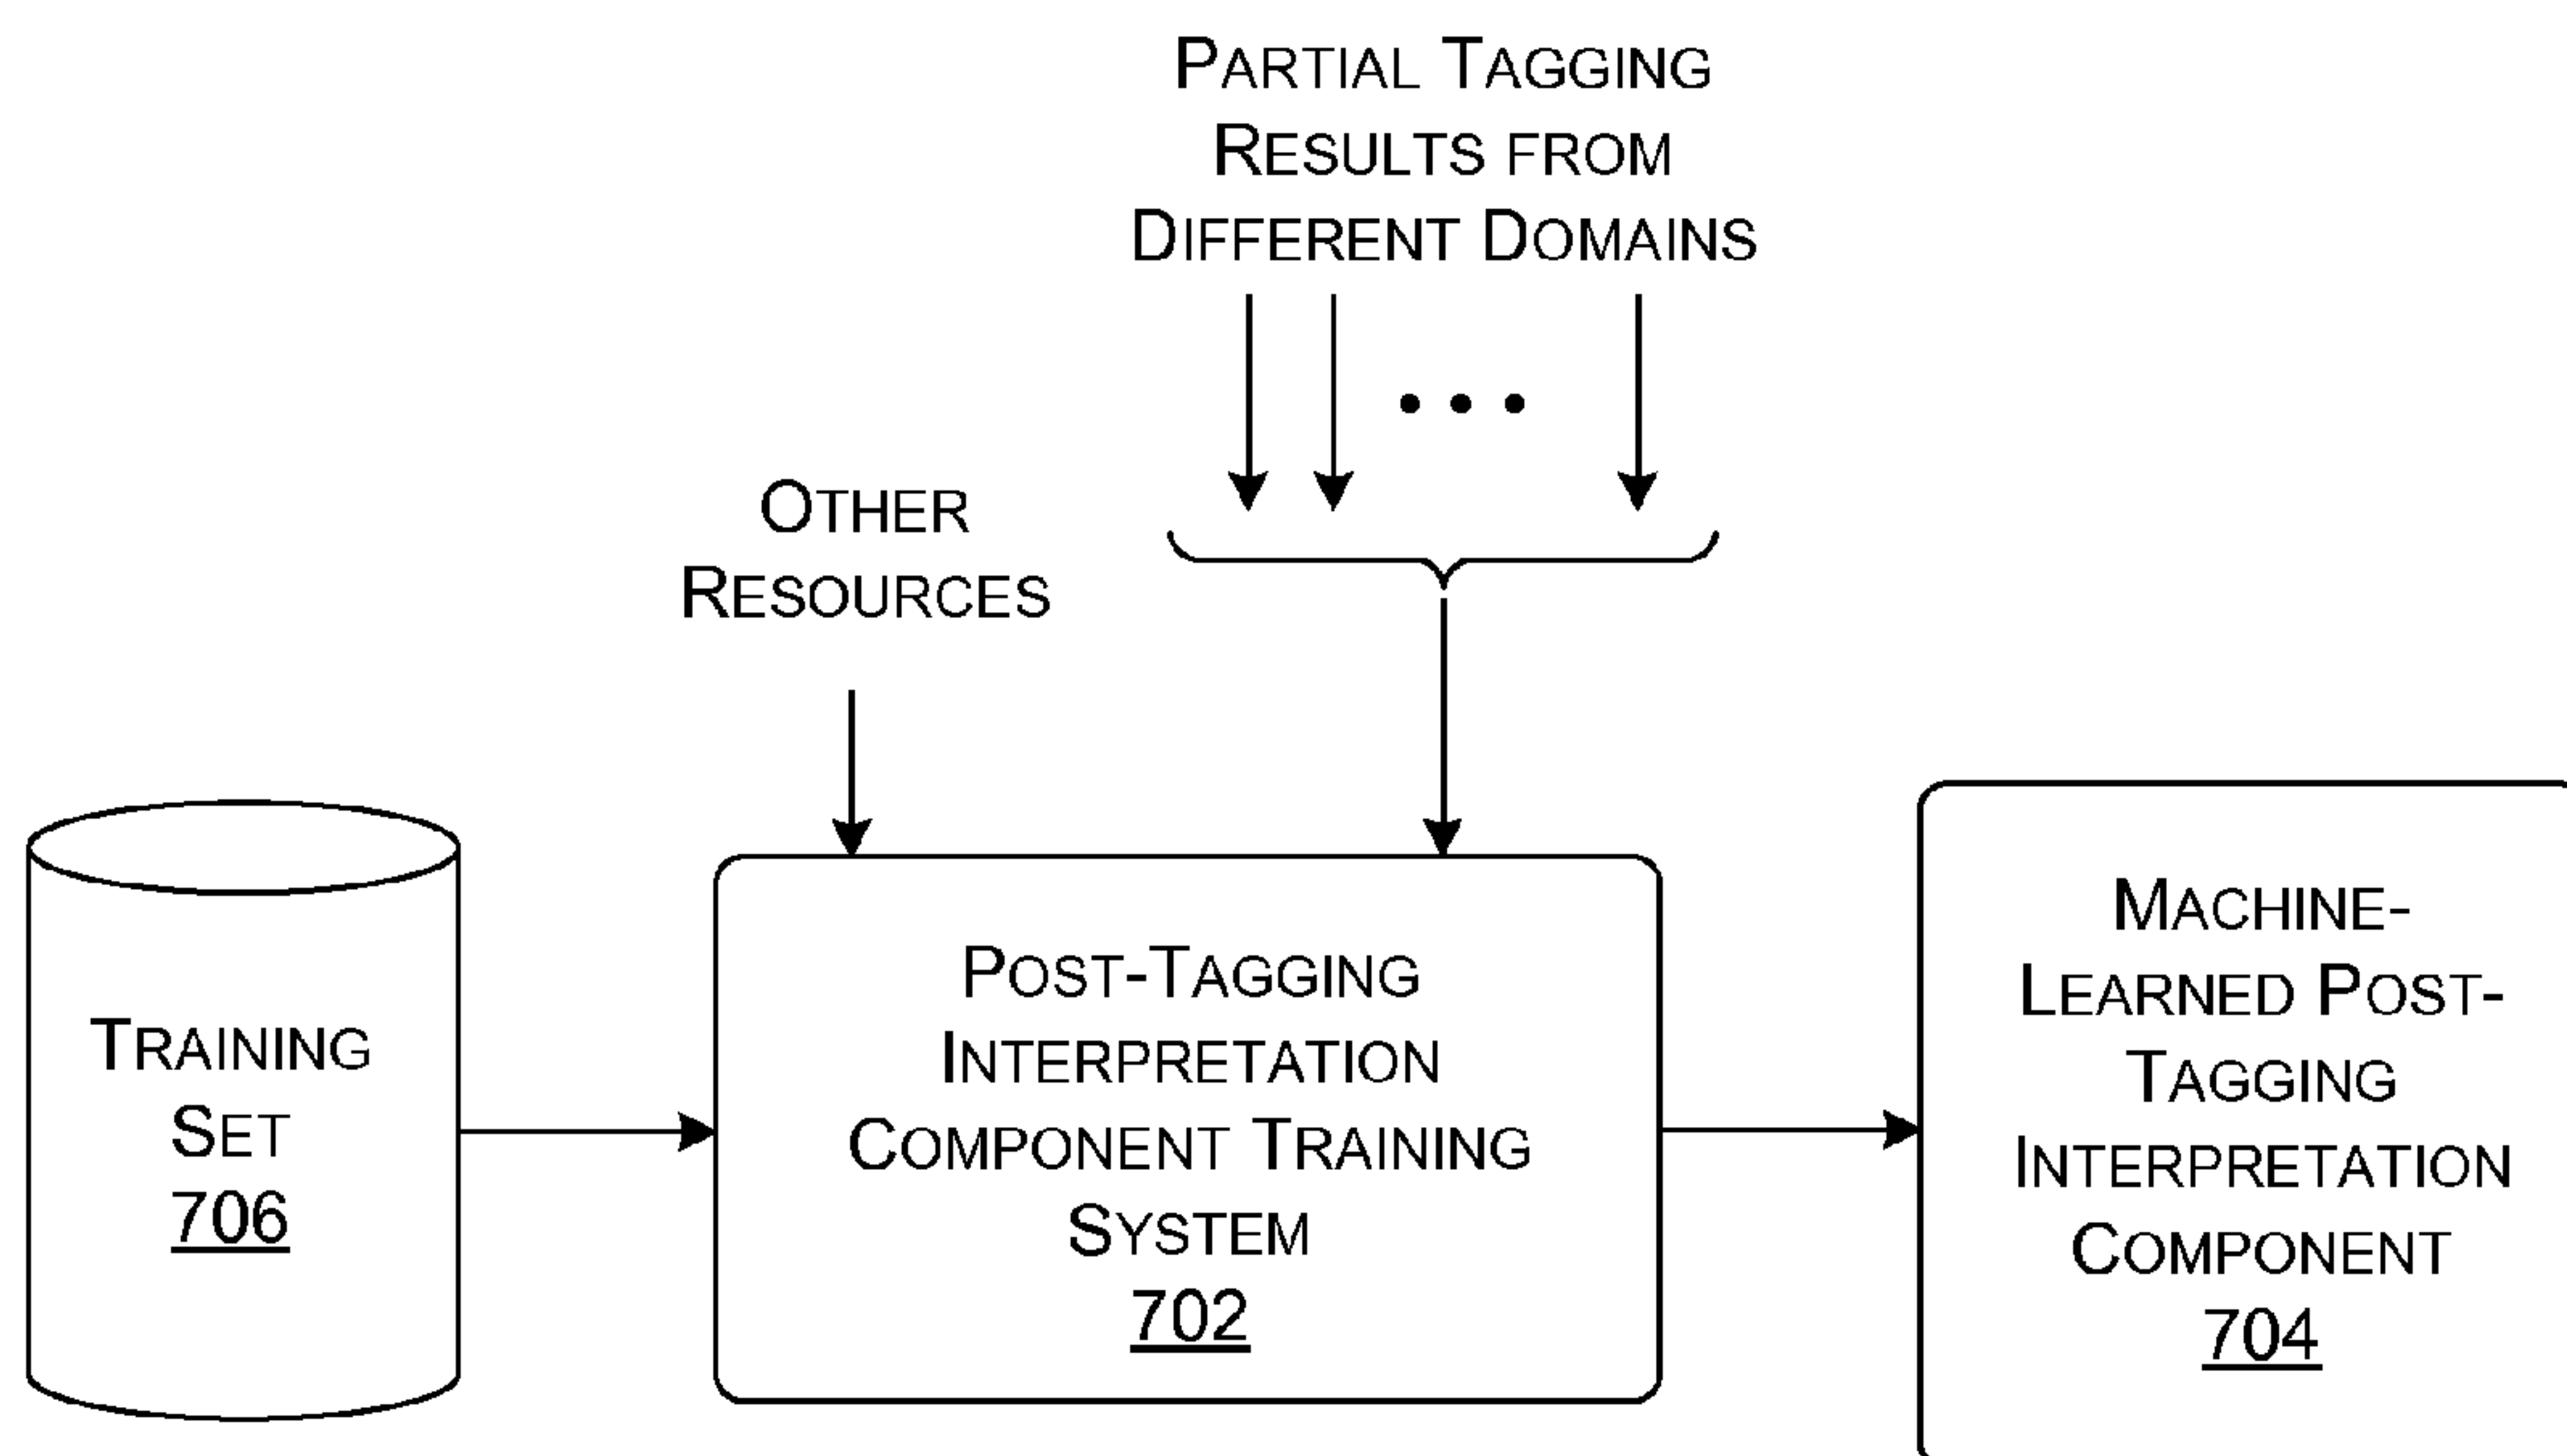 PARTIAL TAGGING
RESULTS FROM
DIFFERENT DOMAINS
• • •
OTHER
RESOURCES
TRAINING
SET
706
POST-TAGGING
INTERPRETATION
COMPONENT TRAINING
SYSTEM
702
MACHINE-
LEARNED POST-
TAGGING
INTERPRETATION
COMPONENT
704